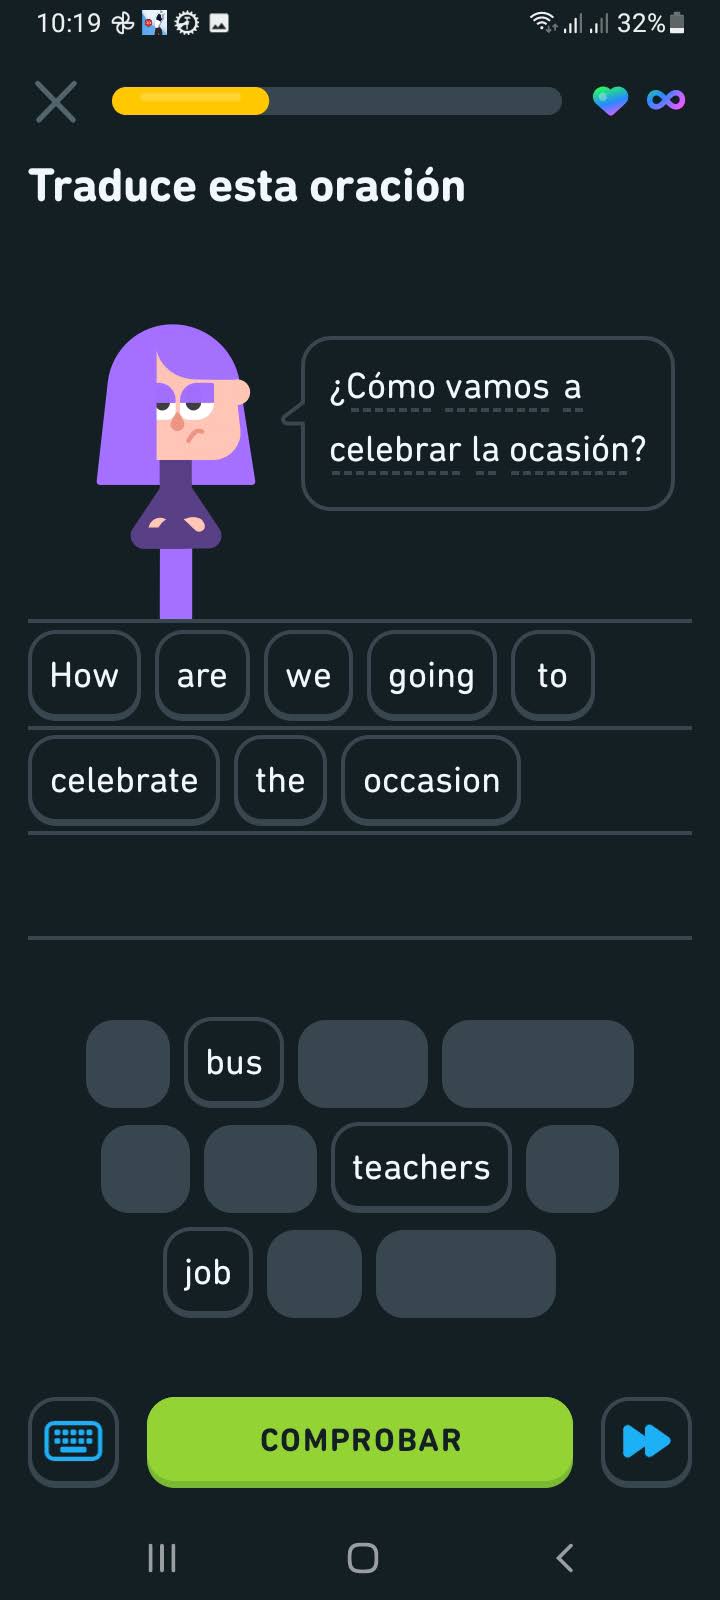 10:19 32%
Traduce esta oración
¿Cómo vamos a
celebrar la ocasión?
How are we going to
celebrate the occasion
bus
teachers
job
COMPROBAR